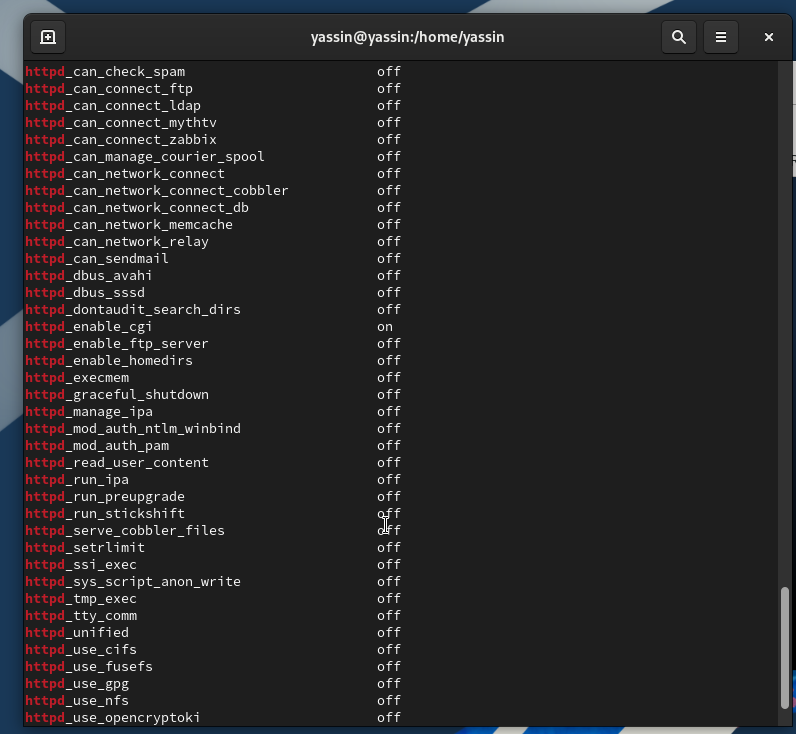 yassin@yassin:/home/yassin
httpd_can_check_spam off
httpd_can_connect_ftp off
httpd_can_connect_ldap off
httpd_can_connect_mythtv off
httpd_can_connect_zabbix off
httpd_can_manage_courier_spool off
httpd_can_network_connect off
httpd_can_network_connect_cobbler off
httpd_can_network_connect_db off
httpd_can_network_memcache off
httpd_can_network_relay off
httpd_can_sendmail off
httpd_dbus_avahi off
httpd_dbus_sssd off
httpd_dontaudit_search_dirs off
httpd_enable_cgi on
httpd_enable_ftp_server off
httpd_enable_homedirs off
httpd_execmem off
httpd_graceful_shutdown off
httpd_manage_ipa off
httpd_mod_auth_ntlm_winbind off
httpd_mod_auth_pam off
httpd_read_user_content off
httpd_run_ipa off
httpd_run_preupgrade off
httpd_run_stickshift off
httpd_serve_cobbler_files off
httpd_setrlimit off
httpd_ssi_exec off
httpd_sys_script_anon_write off
httpd_tmp_exec off
httpd_tty_comm off
httpd_unified off
httpd_use_cifs off
httpd_use_fusefs off
httpd_use_gpg off
httpd_use_nfs off
httpd_use_opencryptoki off